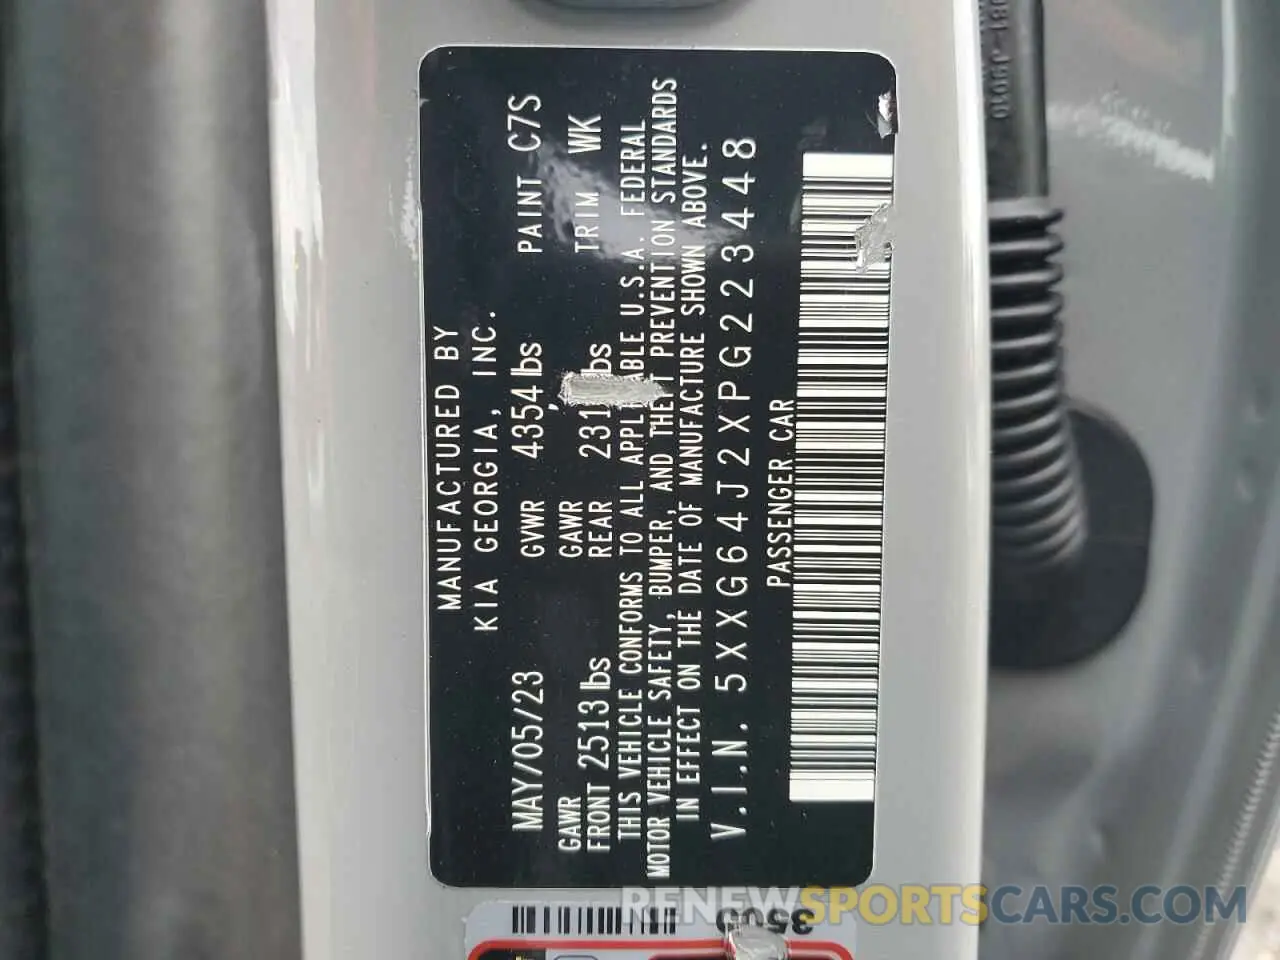 MANUFACTURED BY
KIA GEORGIA, INC.
MAY/05/23 GVWR 4354 lbs PAINT C7S
GAWR FRONT 2513 lbs GAWR REAR TRIM WK
THIS VEHICLE CONFORMS TO ALL APPLICABLE U.S.A. FEDERAL
MOTOR VEHICLE SAFETY, BUMPER, AND THEFT PREVENTION STANDARDS
IN EFFECT ON THE DATE OF MANUFACTURE SHOWN ABOVE.
V.I.N. 5XXG64J2XPG223448
PASSENGER CAR
RENEWSPORTSCARS.COM